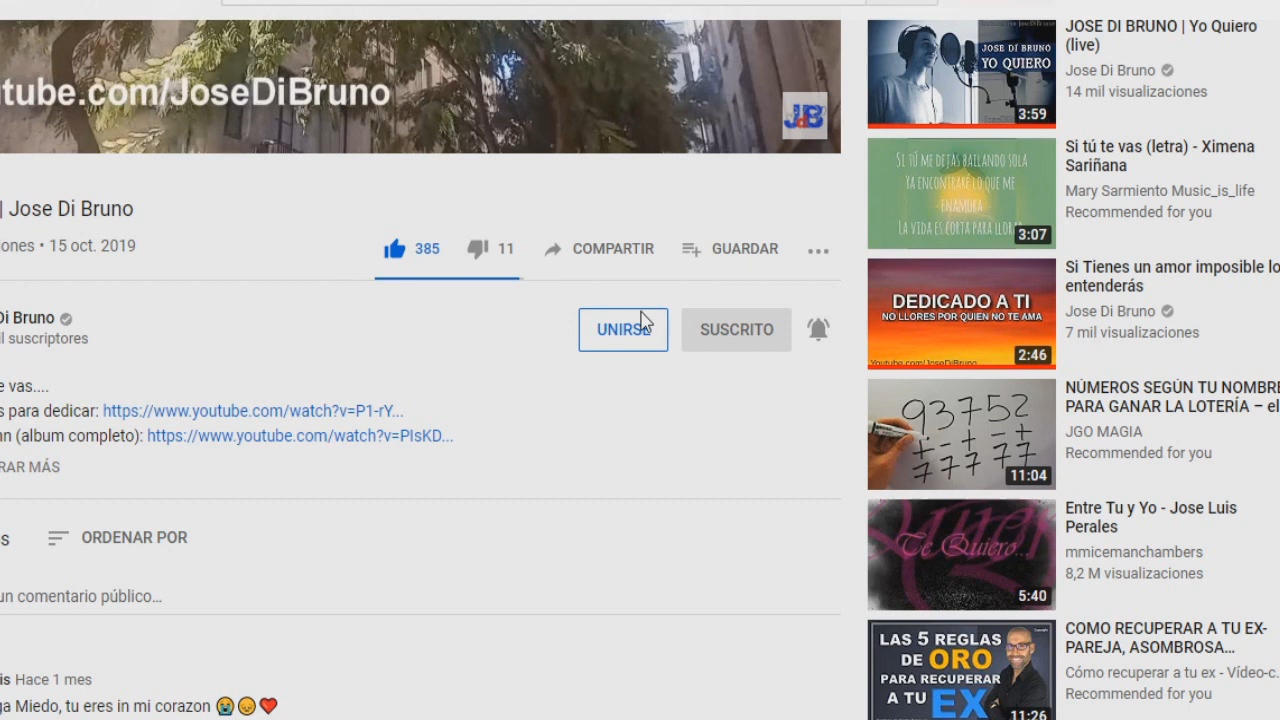 tube.com/JoseDiBruno
JdB
| Jose Di Bruno
ones • 15 oct. 2019
385
11
COMPARTIR
GUARDAR
Di Bruno
il suscriptores
UNIRSE
SUSCRITO
e vas....
s para dedicar: https://www.youtube.com/watch?v=P1-rY...
nn (album completo): https://www.youtube.com/watch?v=PIsKD...
RAR MÁS
s
ORDENAR POR
un comentario público...
is Hace 1 mes
ga Miedo, tu eres in mi corazon 😭😞❤️
JOSE DI BRUNO
YO QUIERO
3:59
JOSE DI BRUNO | Yo Quiero
(live)
Jose Di Bruno
14 mil visualizaciones
SI TÚ ME DEJAS BAILANDO SOLA
YA ENCONTRARÉ LO QUE ME
ENAMORA
LA VIDA ES CORTA PARA LLORAR
3:07
Si tú te vas (letra) - Ximena
Sariñana
Mary Sarmiento Music_is_life
Recommended for you
DEDICADO A TI
NO LLORES POR QUIEN NO TE AMA
Youtube.com/JoseDiBruno
2:46
Si Tienes un amor imposible lo
entenderás
Jose Di Bruno
7 mil visualizaciones
93752
+-+-+
777 77
11:04
NÚMEROS SEGÚN TU NOMBRE
PARA GANAR LA LOTERÍA – el
JGO MAGIA
Recommended for you
Te Quiero...
5:40
Entre Tu y Yo - Jose Luis
Perales
mmicemanchambers
8,2 M visualizaciones
LAS 5 REGLAS
DE ORO
PARA RECUPERAR
A TU EX
11:26
COMO RECUPERAR A TU EX-
PAREJA, ASOMBROSA...
Cómo recuperar a tu ex - Vídeo-c.
Recommended for you